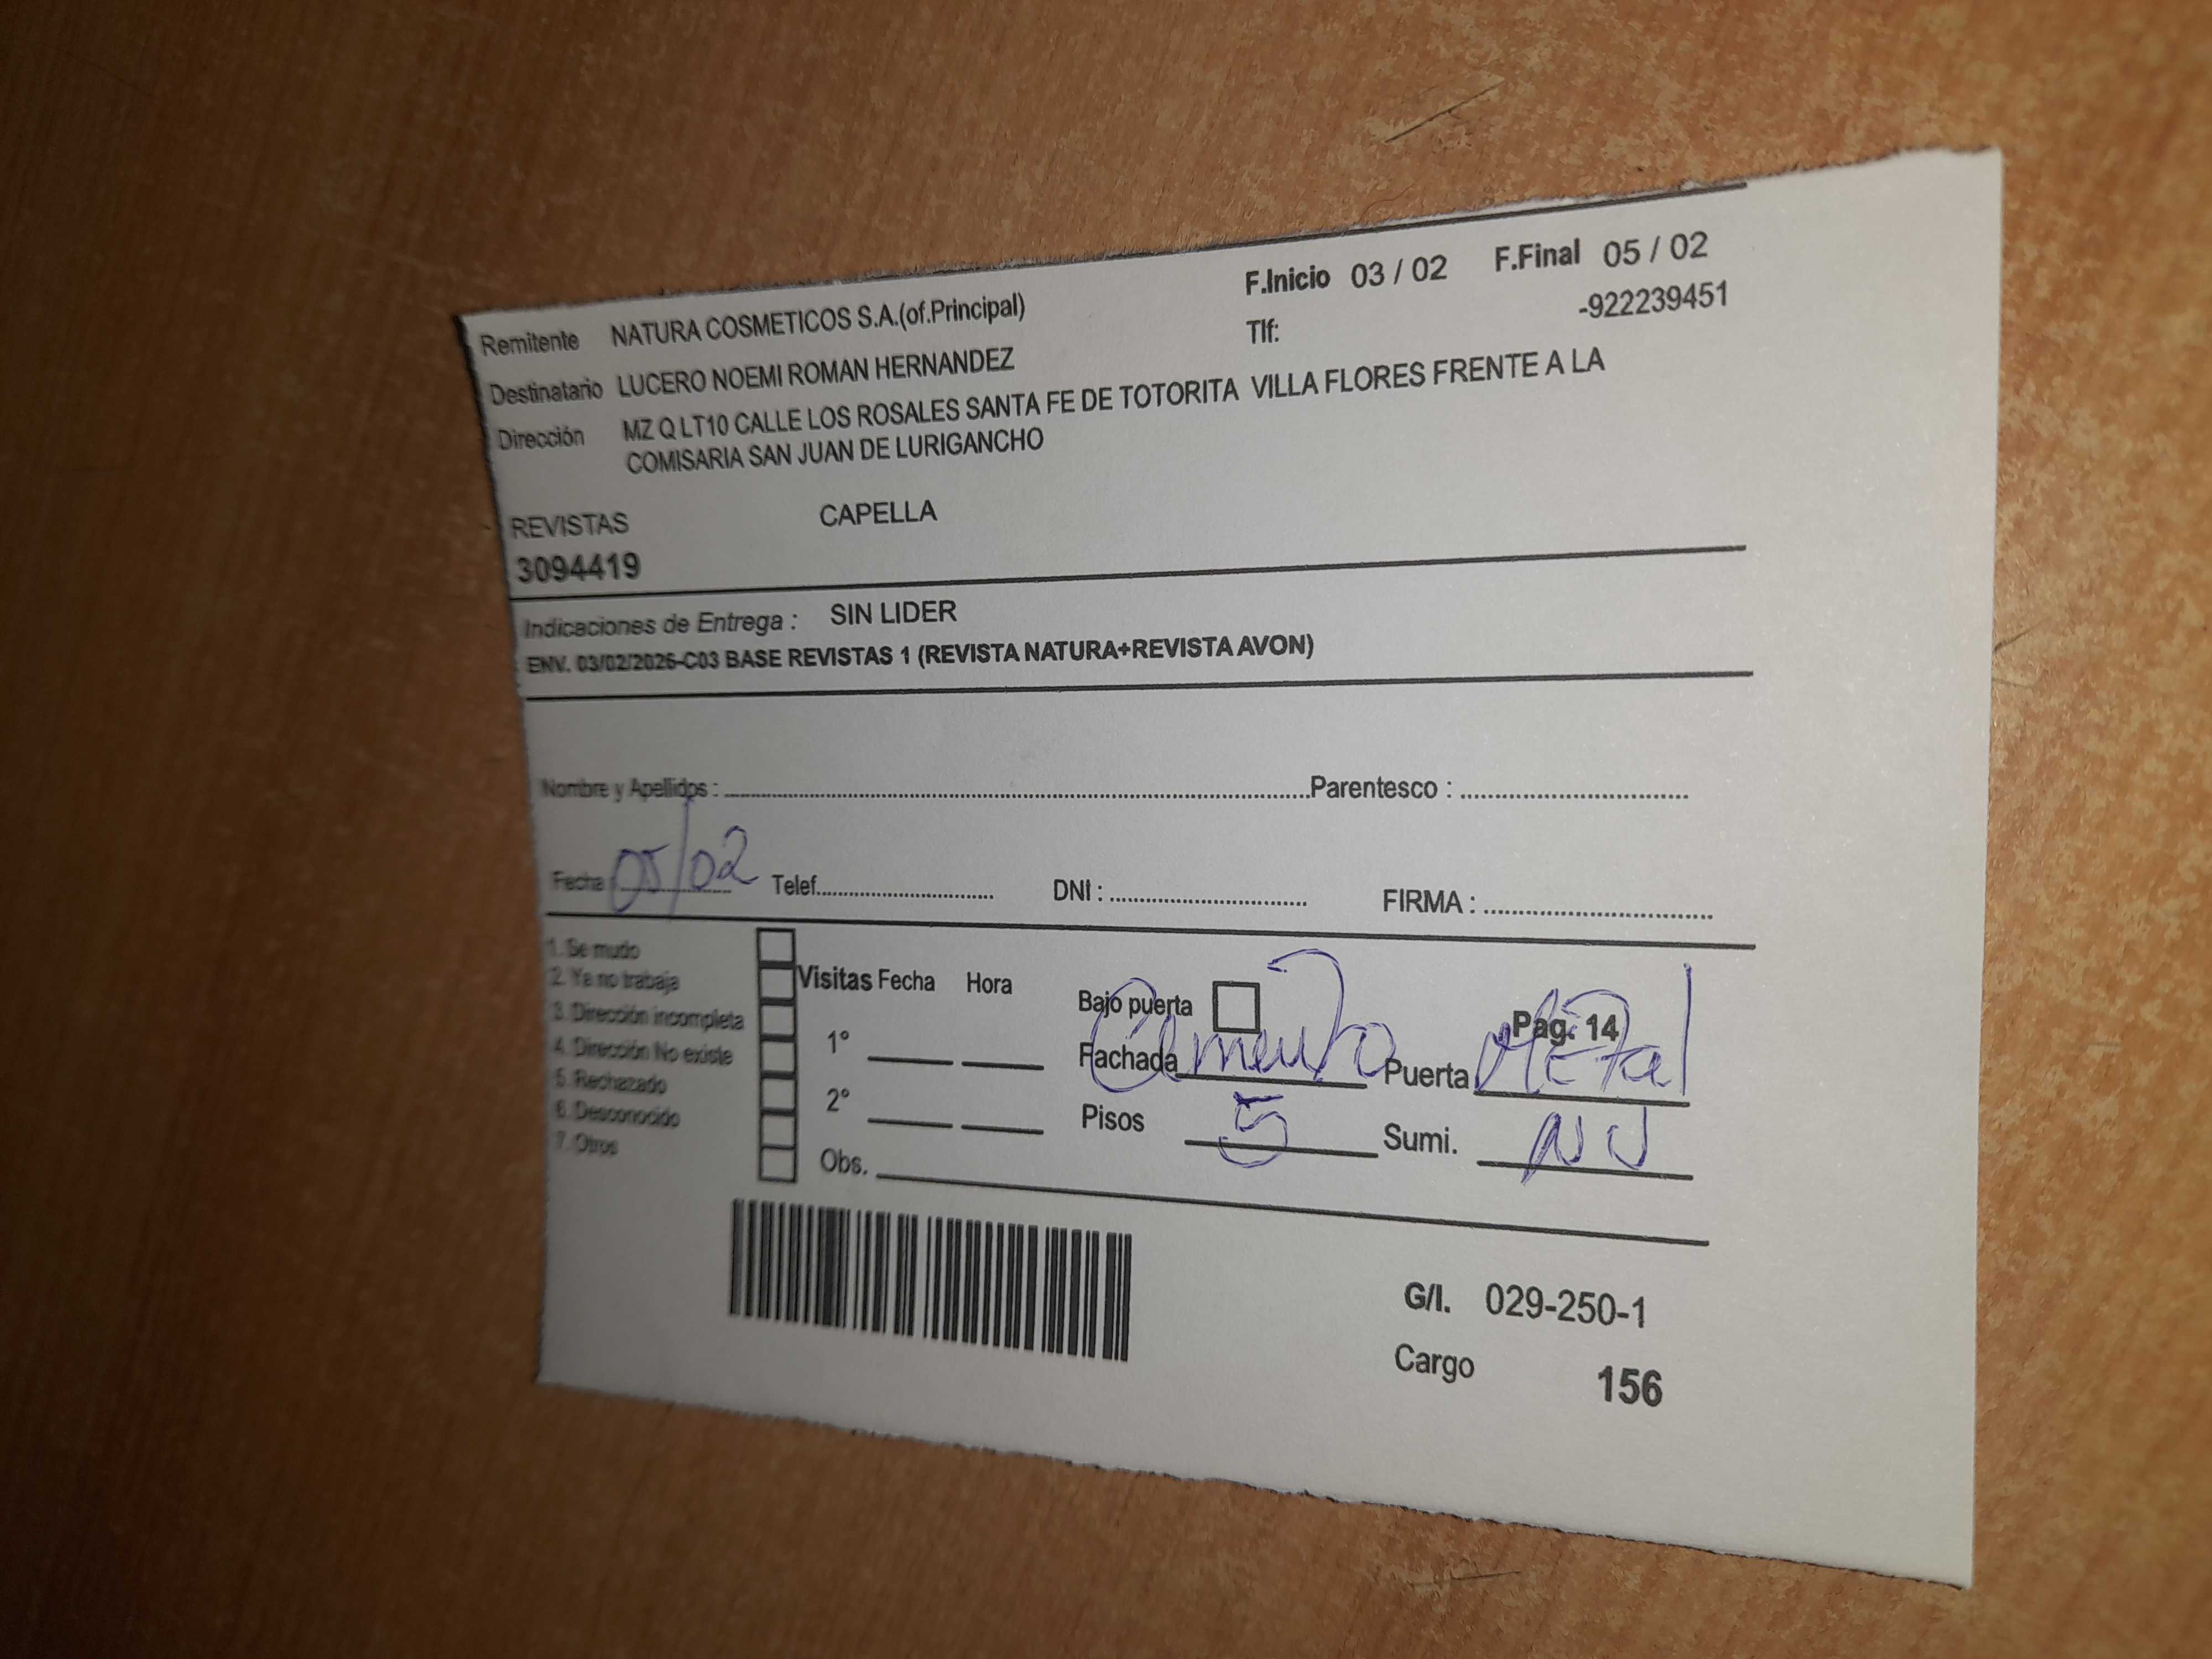 F.Inicio 03 / 02 F.Final 05 / 02
Remitente NATURA COSMETICOS S.A.(of.Principal) Tlf: -922239451
Destinatario LUCERO NOEMI ROMAN HERNANDEZ
Dirección MZ Q LT10 CALLE LOS ROSALES SANTA FE DE TOTORITA VILLA FLORES FRENTE A LA
COMISARIA SAN JUAN DE LURIGANCHO
REVISTAS CAPELLA
3094419
Indicaciones de Entrega : SIN LIDER
ENV. 03/02/2026-C03 BASE REVISTAS 1 (REVISTA NATURA+REVISTA AVON)
Nombre y Apellidos : Parentesco :
Fecha 05/02 Telef. DNI : FIRMA :
1. Se mudo
2. Ya no trabaja
3. Dirección incompleta
4. Dirección No existe
5. Rechazado
6. Desconocido
7. Otros
Visitas Fecha Hora
1°
2°
Obs.
Bajo puerta Pag. 14
Fachada Cemento Puerta Metal
Pisos 5 Sumi.
G/I. 029-250-1
Cargo 156